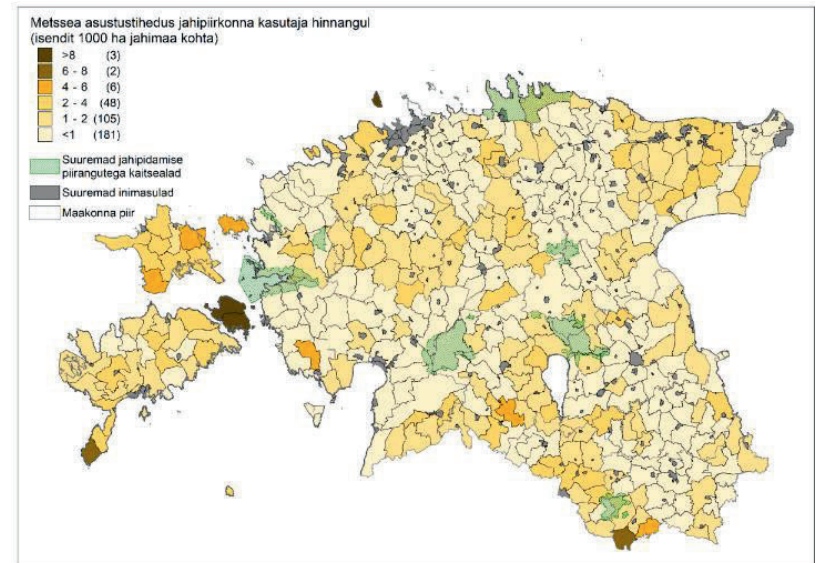 Metssea asustustihedus jahipiirkonna kasutaja hinnangul
(isendit 1000 ha jahimaa kohta)
>8 (3)
6 - 8 (2)
4 - 6 (6)
2 - 4 (48)
1 - 2 (105)
<1 (181)
Suuremad jahipidamise
piirangutega kaitsealad
Suuremad inimasulad
Maakonna piir